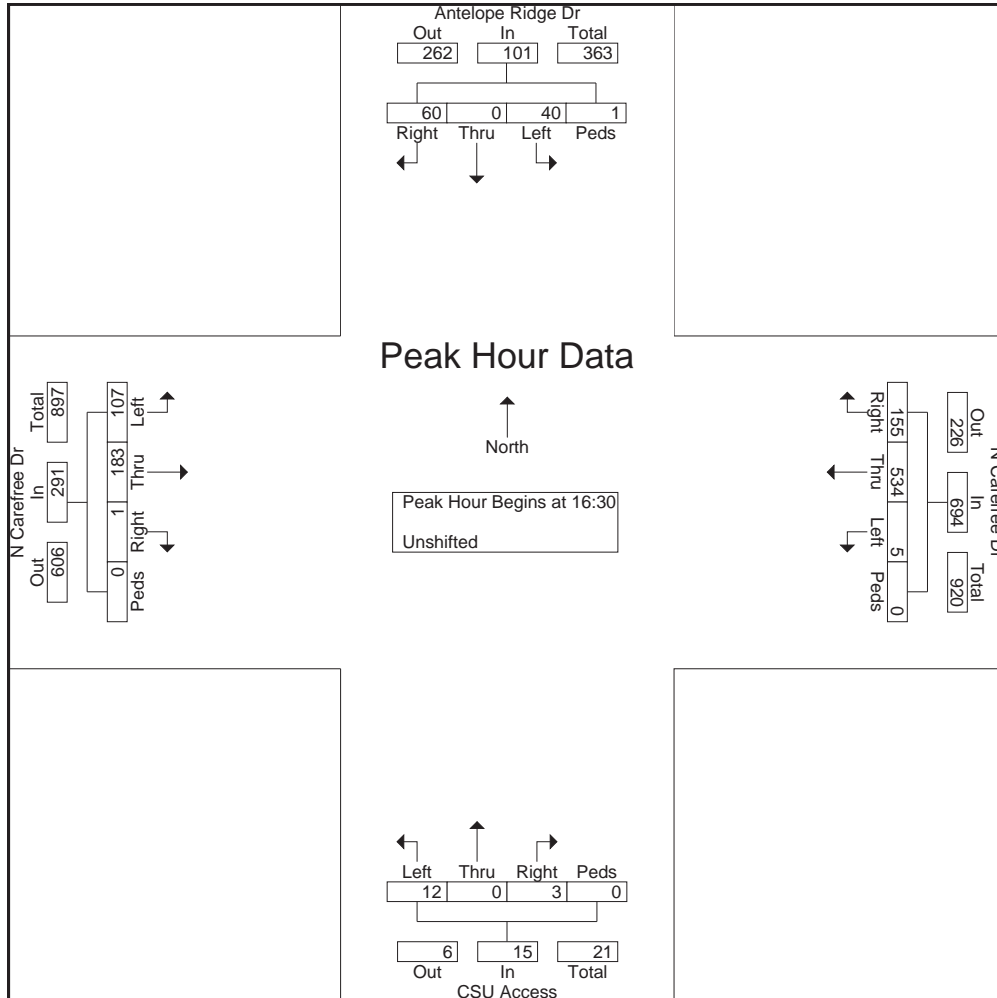 Antelope Ridge Dr
Out In Total
262 101 363
60 0 40 1
Right Thru Left Peds
Peak Hour Data
North
Peak Hour Begins at 16:30
Unshifted
N Carefree Dr
Total In Out
897 291 606
107 183 1 0
Left Thru Right Peds
N Carefree Dr
Out In Total
226 694 920
155 534 5 0
Right Thru Left Peds
Left Thru Right Peds
12 0 3 0
6 15 21
Out In Total
CSU Access